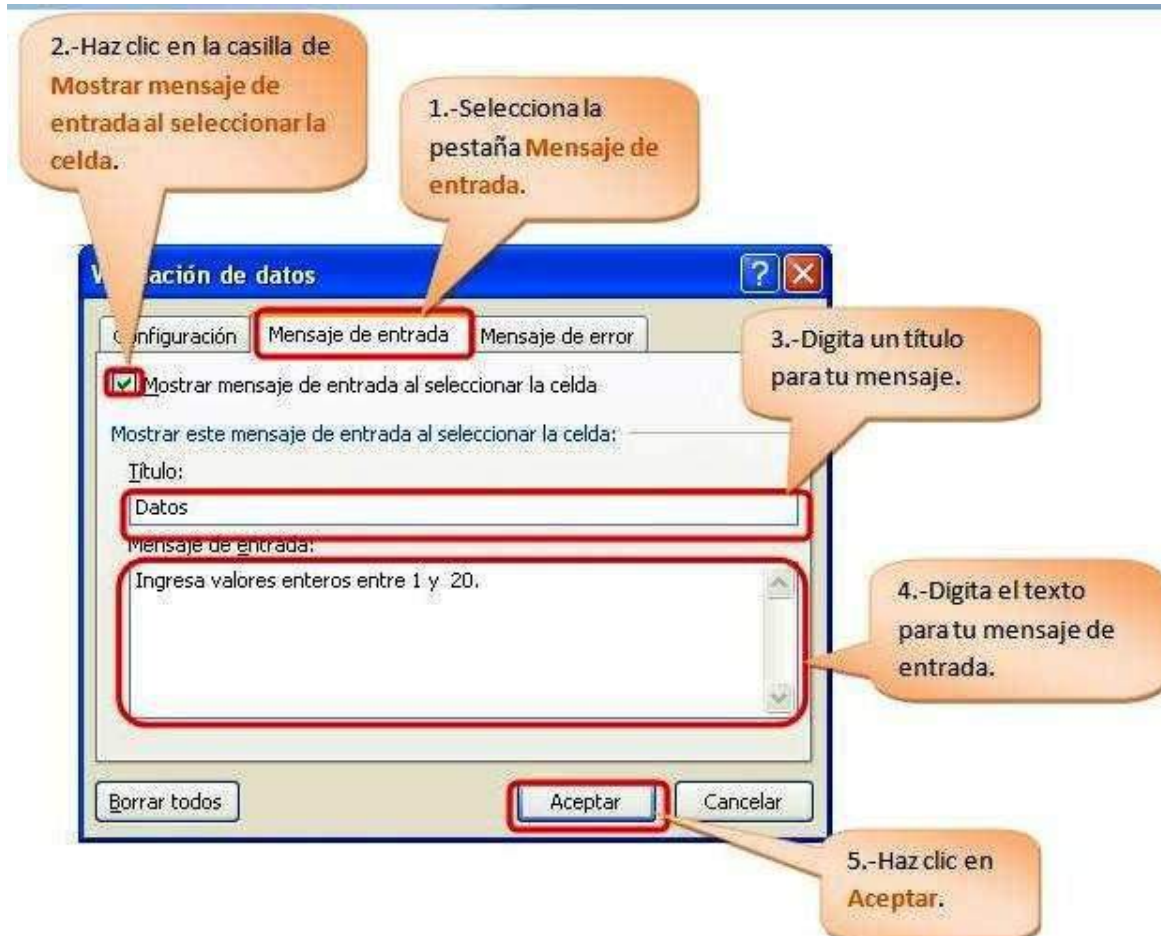 2.-Haz clic en la casilla de
Mostrar mensaje de
entrada al seleccionar la
celda.
1.-Selecciona la
pestaña Mensaje de
entrada.
ación de datos
nfiguración Mensaje de entrada Mensaje de error
3.-Digita un título
para tu mensaje.
Mostrar mensaje de entrada al seleccionar la celda
Mostrar este mensaje de entrada al seleccionar la celda:
Título:
Datos
Mensaje de entrada:
Ingresa valores enteros entre 1 y 20.
4.-Digita el texto
para tu mensaje de
entrada.
Borrar todos Aceptar Cancelar
5.-Haz clic en
Aceptar.